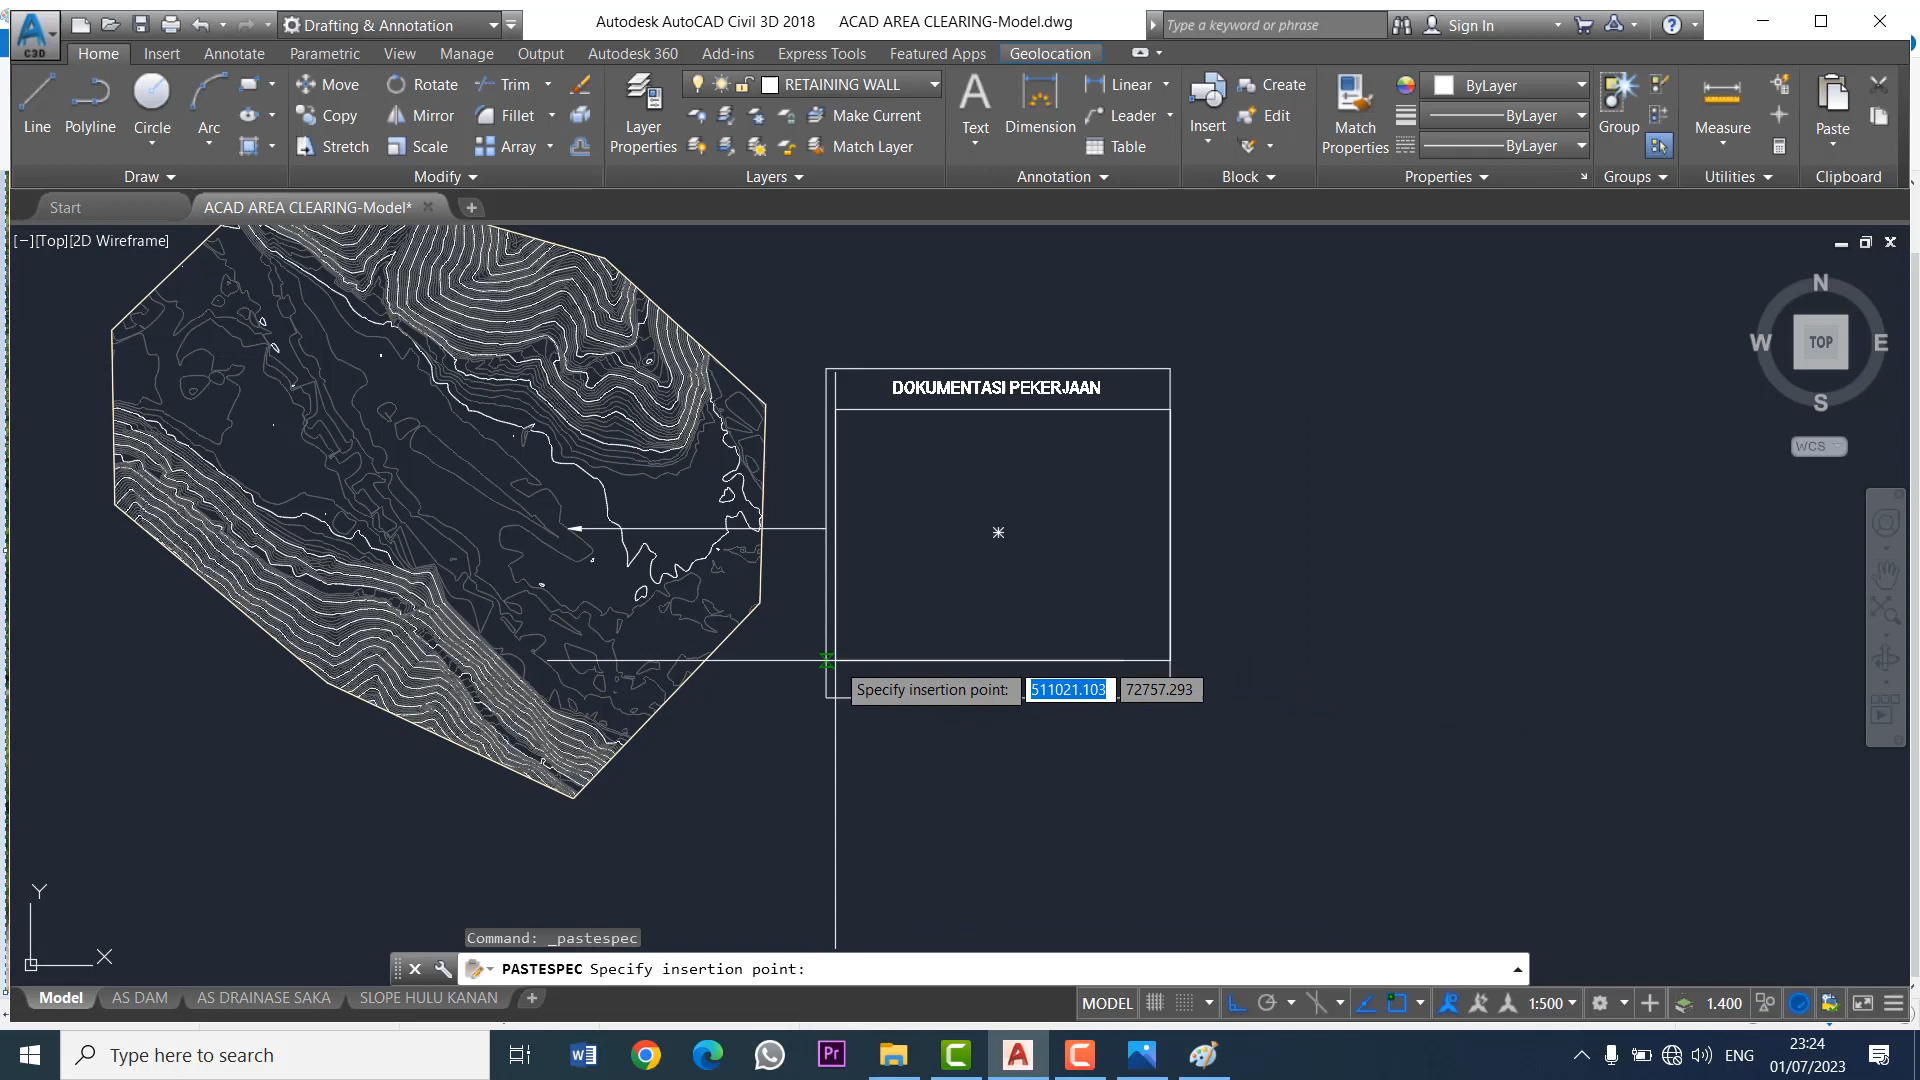 Drafting & Annotation
Autodesk AutoCAD Civil 3D 2018 ACAD AREA CLEARING-Model.dwg
Type a keyword or phrase
Sign In
?
C3D
Home Insert Annotate Parametric View Manage Output Autodesk 360 Add-ins Express Tools Featured Apps Geolocation
Line Polyline Circle Arc
Move Rotate Trim
Copy Mirror Fillet
Stretch Scale Array
Layer Properties
RETAINING WALL
Make Current
Match Layer
Text Dimension
Linear
Leader
Table
Insert
Create
Edit
Match Properties
ByLayer
ByLayer
ByLayer
Group
Measure
Paste
Draw Modify Layers Annotation Block Properties Groups Utilities Clipboard
Start ACAD AREA CLEARING-Model*
[−][Top][2D Wireframe]
N
W TOP E
S
WCS
DOKUMENTASI PEKERJAAN
Specify insertion point: 511021.103 72757.293
Y
X
Command: _pastespec
PASTESPEC Specify insertion point:
Model AS DAM AS DRAINASE SAKA SLOPE HULU KANAN
MODEL 1:500 1.400
Type here to search
Pr
ENG
23:24
01/07/2023